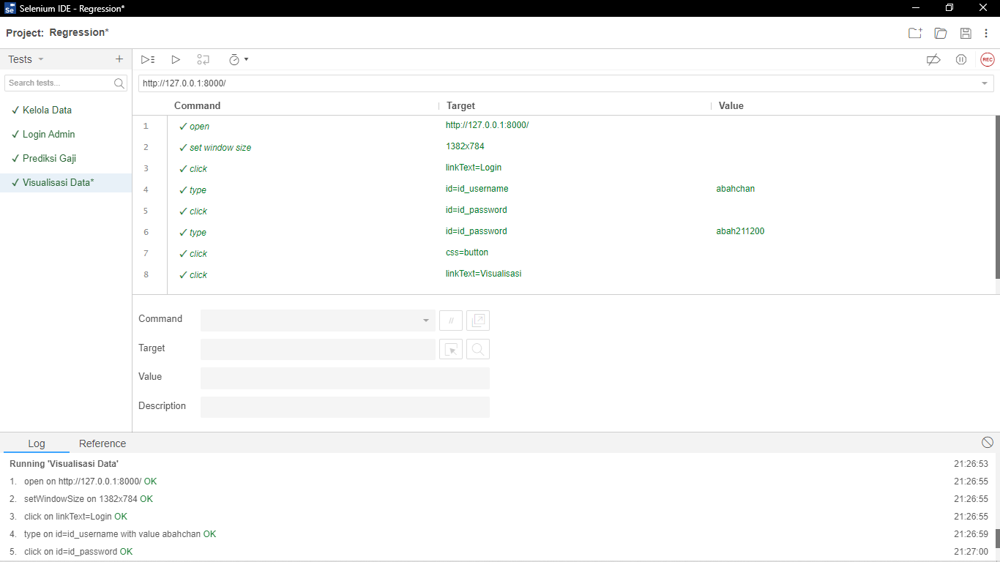 Se Selenium IDE - Regression*
Project: Regression*
Tests
REC
Search tests...
http://127.0.0.1:8000/
Kelola Data
Login Admin
Prediksi Gaji
Visualisasi Data*
Command Target Value
1 ✓ open http://127.0.0.1:8000/
2 ✓ set window size 1382x784
3 ✓ click linkText=Login
4 ✓ type id=id_username abahchan
5 ✓ click id=id_password
6 ✓ type id=id_password abah211200
7 ✓ click css=button
8 ✓ click linkText=Visualisasi
Command //
Target
Value
Description
Log Reference
Running 'Visualisasi Data' 21:26:53
1. open on http://127.0.0.1:8000/ OK 21:26:55
2. setWindowSize on 1382x784 OK 21:26:55
3. click on linkText=Login OK 21:26:55
4. type on id=id_username with value abahchan OK 21:26:59
5. click on id=id_password OK 21:27:00